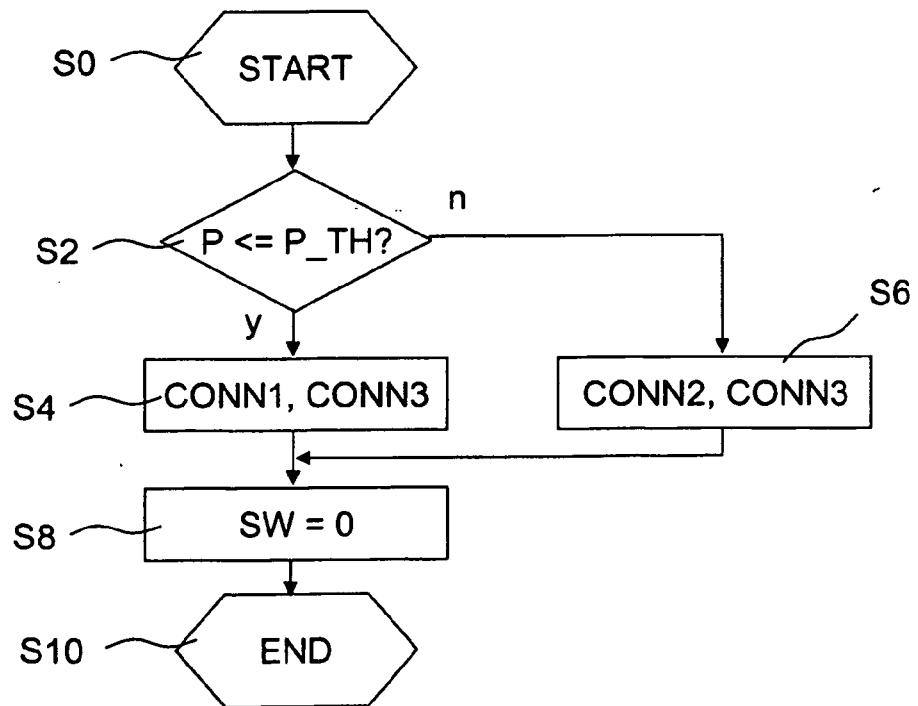 S0
START
n
S2
P <= P_TH?
y
S6
S4
CONN1, CONN3
CONN2, CONN3
S8
SW = 0
S10
END